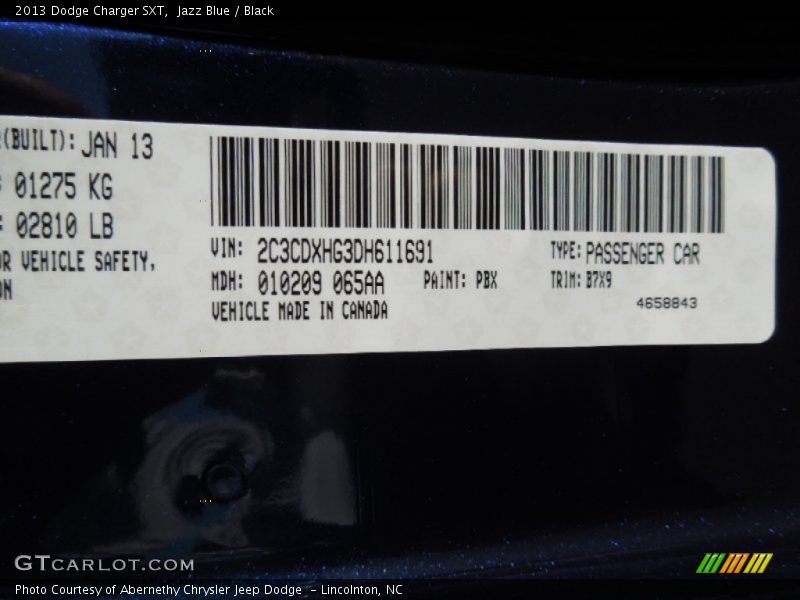 2013 Dodge Charger SXT,  Jazz Blue / Black
(BUILT): JAN 13
: 01275 KG
: 02810 LB
R VEHICLE SAFETY,
ON
VIN: 2C3CDXHG3DH611691 TYPE: PASSENGER CAR
MDH: 010209 065AA PAINT: PBX TRIM: B7X9
VEHICLE MADE IN CANADA 4658843
GTCARLOT.COM
Photo Courtesy of Abernethy Chrysler Jeep Dodge  – Lincolnton, NC